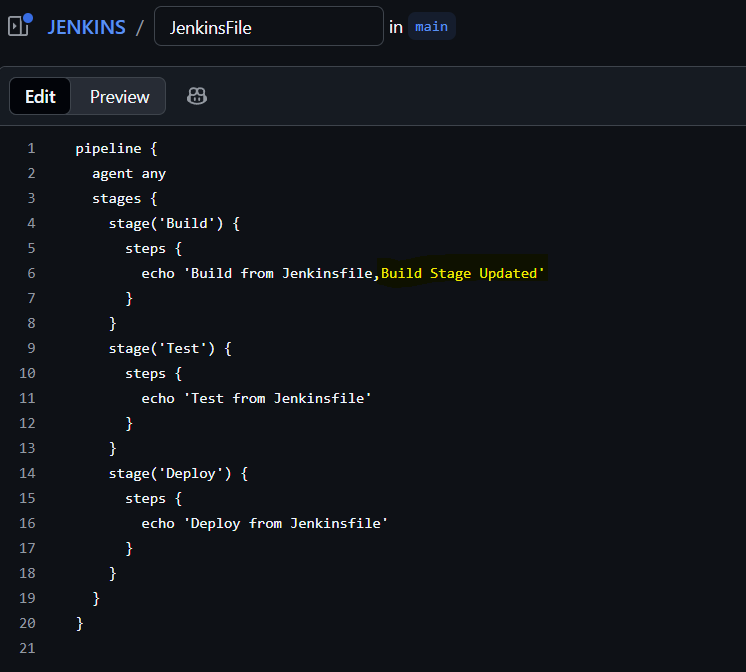 JENKINS / JenkinsFile in main
Edit Preview
1 pipeline {
2 agent any
3 stages {
4 stage('Build') {
5 steps {
6 echo 'Build from Jenkinsfile,Build Stage Updated'
7 }
8 }
9 stage('Test') {
10 steps {
11 echo 'Test from Jenkinsfile'
12 }
13 }
14 stage('Deploy') {
15 steps {
16 echo 'Deploy from Jenkinsfile'
17 }
18 }
19 }
20 }
21